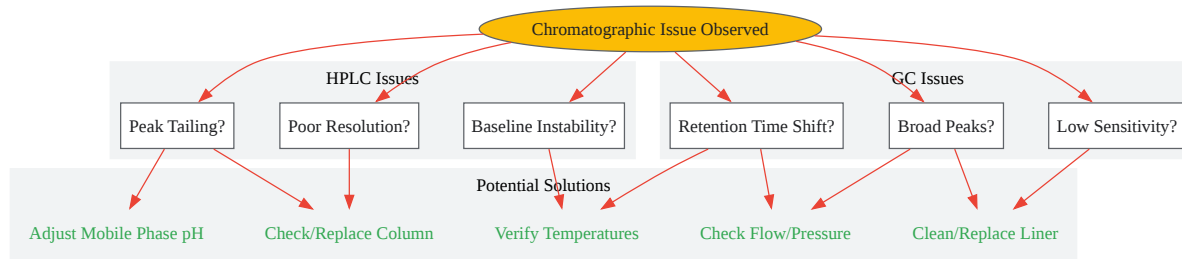 Chromatographic Issue Observed
HPLC Issues
GC Issues
Peak Tailing?
Poor Resolution?
Baseline Instability?
Retention Time Shift?
Broad Peaks?
Low Sensitivity?
Potential Solutions
Adjust Mobile Phase pH
Check/Replace Column
Verify Temperatures
Check Flow/Pressure
Clean/Replace Liner